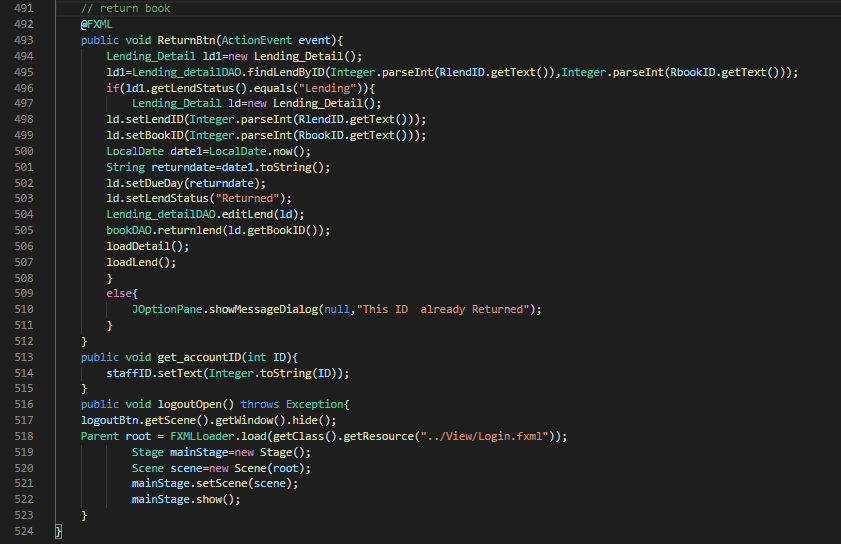 491 // return book
492 @FXML
493 public void ReturnBtn(ActionEvent event){
494 Lending_Detail ld1=new Lending_Detail();
495 ld1=Lending_detailDAO.findLendByID(Integer.parseInt(RlendID.getText()),Integer.parseInt(RbookID.getText()));
496 if(ld1.getLendStatus().equals("Lending")){
497 Lending_Detail ld=new Lending_Detail();
498 ld.setLendID(Integer.parseInt(RlendID.getText()));
499 ld.setBookID(Integer.parseInt(RbookID.getText()));
500 LocalDate date1=LocalDate.now();
501 String returndate=date1.toString();
502 ld.setDueDay(returndate);
503 ld.setLendStatus("Returned");
504 Lending_detailDAO.editLend(ld);
505 bookDAO.returnlend(ld.getBookID());
506 loadDetail();
507 loadLend();
508 }
509 else{
510 JOptionPane.showMessageDialog(null,"This ID  already Returned");
511 }
512 }
513 public void get_accountID(int ID){
514 staffID.setText(Integer.toString(ID));
515 }
516 public void logoutOpen() throws Exception{
517 logoutBtn.getScene().getWindow().hide();
518 Parent root = FXMLLoader.load(getClass().getResource("../View/Login.fxml"));
519 Stage mainStage=new Stage();
520 Scene scene=new Scene(root);
521 mainStage.setScene(scene);
522 mainStage.show();
523 }
524 }